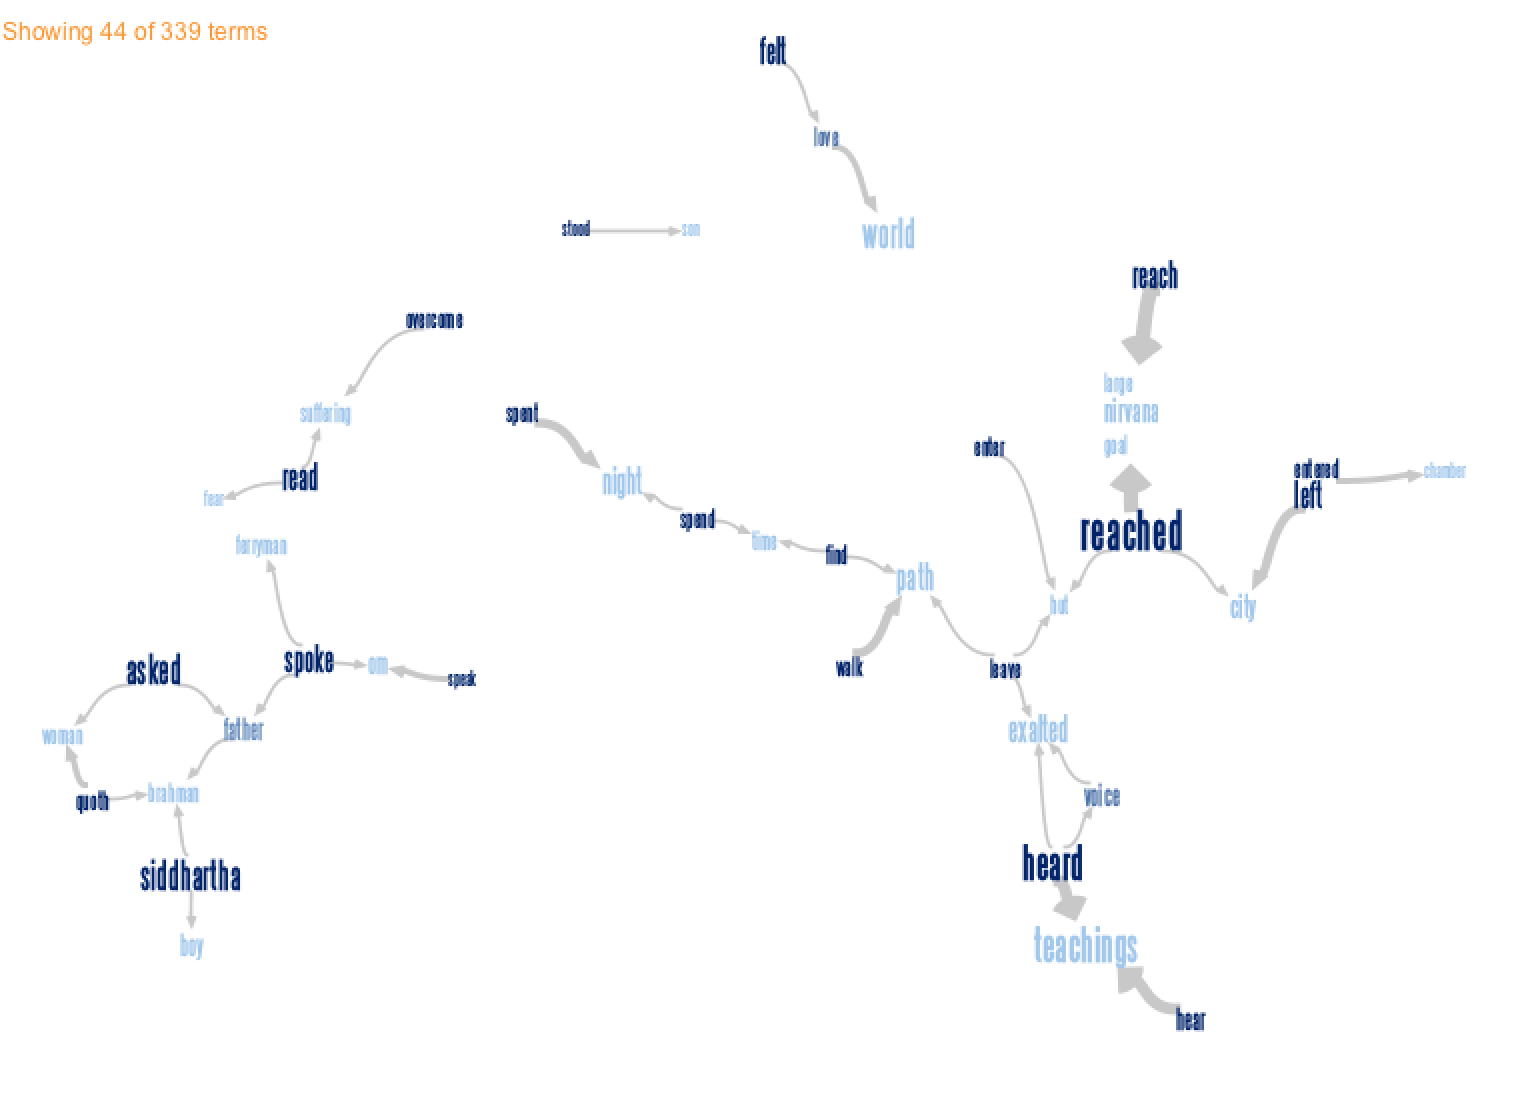 Showing 44 of 339 terms
felt
love
world
stood
son
reach
overcome
large
nirvana
goal
suffering
spent
enter
entered
chamber
read
night
left
fear
spend
reached
time
find
ferryman
path
hut
city
asked
spoke
om
walk
leave
speak
woman
father
exalted
quoth
brahman
voice
siddhartha
heard
boy
teachings
hear